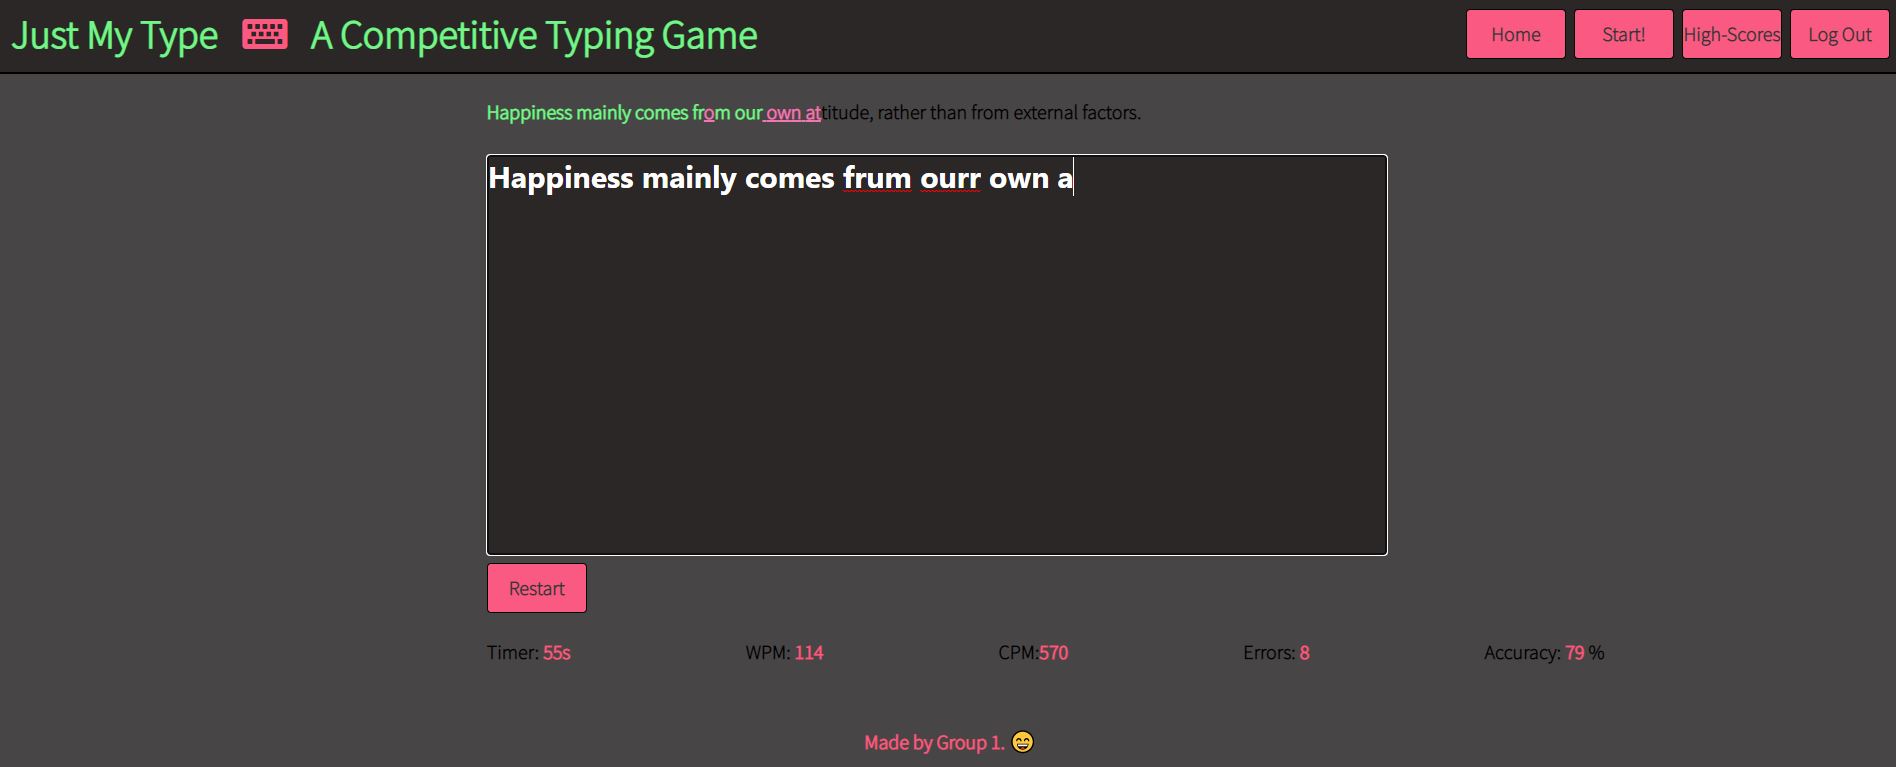 Just My Type A Competitive Typing Game Home Start! High-Scores Log Out
Happiness mainly comes from our own attitude, rather than from external factors.
Happiness mainly comes frum ourr own a
Restart
Timer: 55s WPM: 114 CPM:570 Errors: 8 Accuracy: 79 %
Made by Group 1. 😄